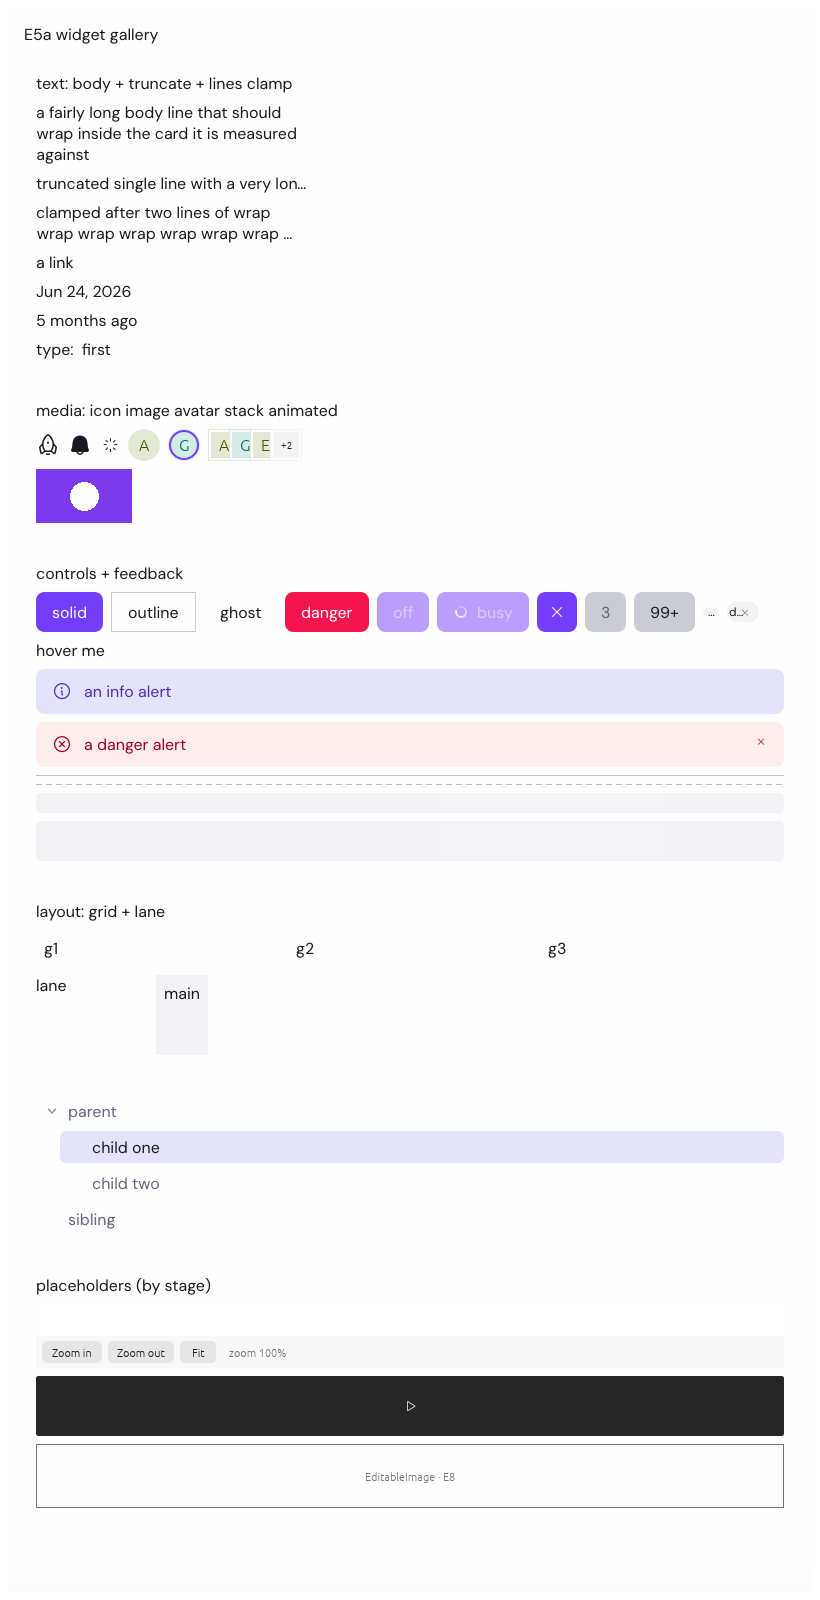 E5a widget gallery
text: body + truncate + lines clamp
a fairly long body line that should
wrap inside the card it is measured
against
truncated single line with a very lon...
clamped after two lines of wrap
wrap wrap wrap wrap wrap wrap ...
a link
Jun 24, 2026
5 months ago
type: first
media: icon image avatar stack animated
A G A G E +2
controls + feedback
solid outline ghost danger off busy 3 99+ ... d...
hover me
an info alert
a danger alert
layout: grid + lane
g1 g2 g3
lane main
parent
child one
child two
sibling
placeholders (by stage)
Zoom in Zoom out Fit zoom 100%
EditableImage · E8